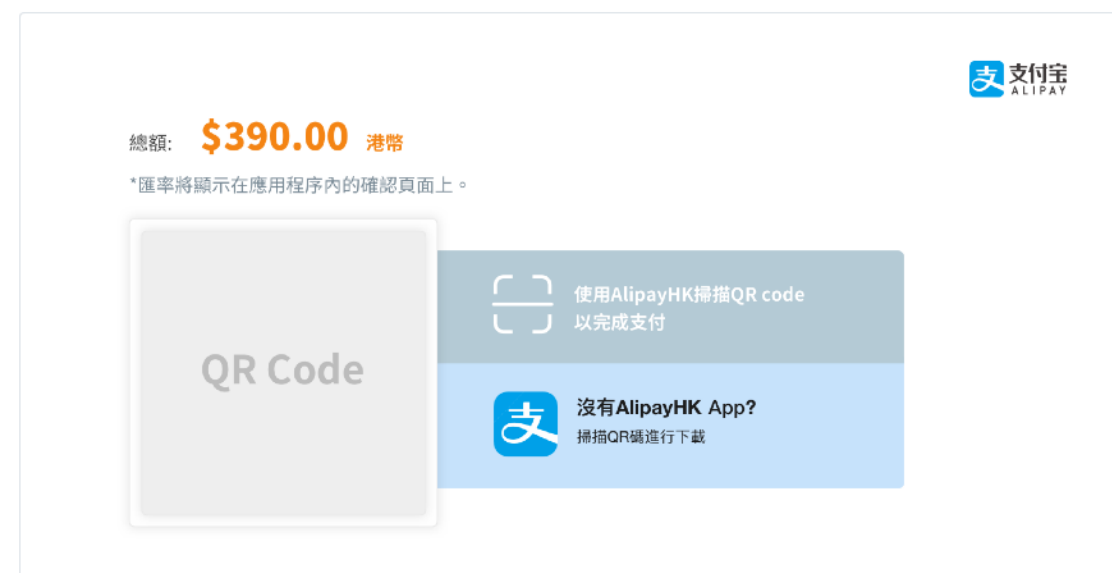 支付宝
ALIPAY
總額: $390.00 港幣
*匯率將顯示在應用程序內的確認頁面上。
QR Code
使用AlipayHK掃描QR code
以完成支付
支
沒有AlipayHK App?
掃描QR碼進行下載